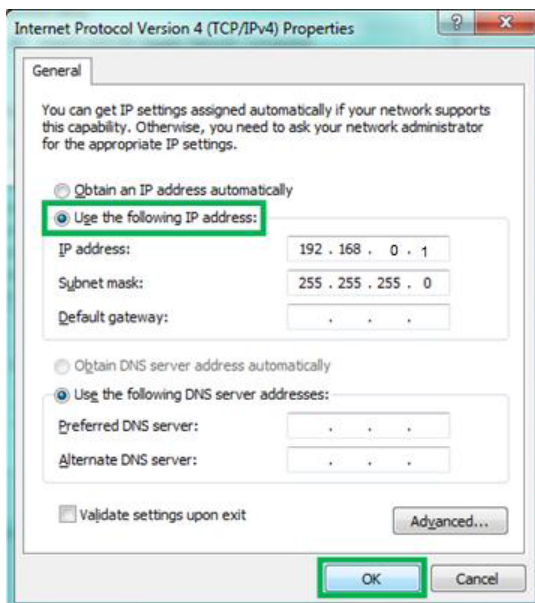 Internet Protocol Version 4 (TCP/IPv4) Properties
General
You can get IP settings assigned automatically if your network supports
this capability. Otherwise, you need to ask your network administrator
for the appropriate IP settings.
Obtain an IP address automatically
Use the following IP address:
IP address: 192 . 168 . 0 . 1
Subnet mask: 255 . 255 . 255 . 0
Default gateway: . . .
Obtain DNS server address automatically
Use the following DNS server addresses:
Preferred DNS server: . . .
Alternate DNS server: . . .
Validate settings upon exit
Advanced...
OK Cancel